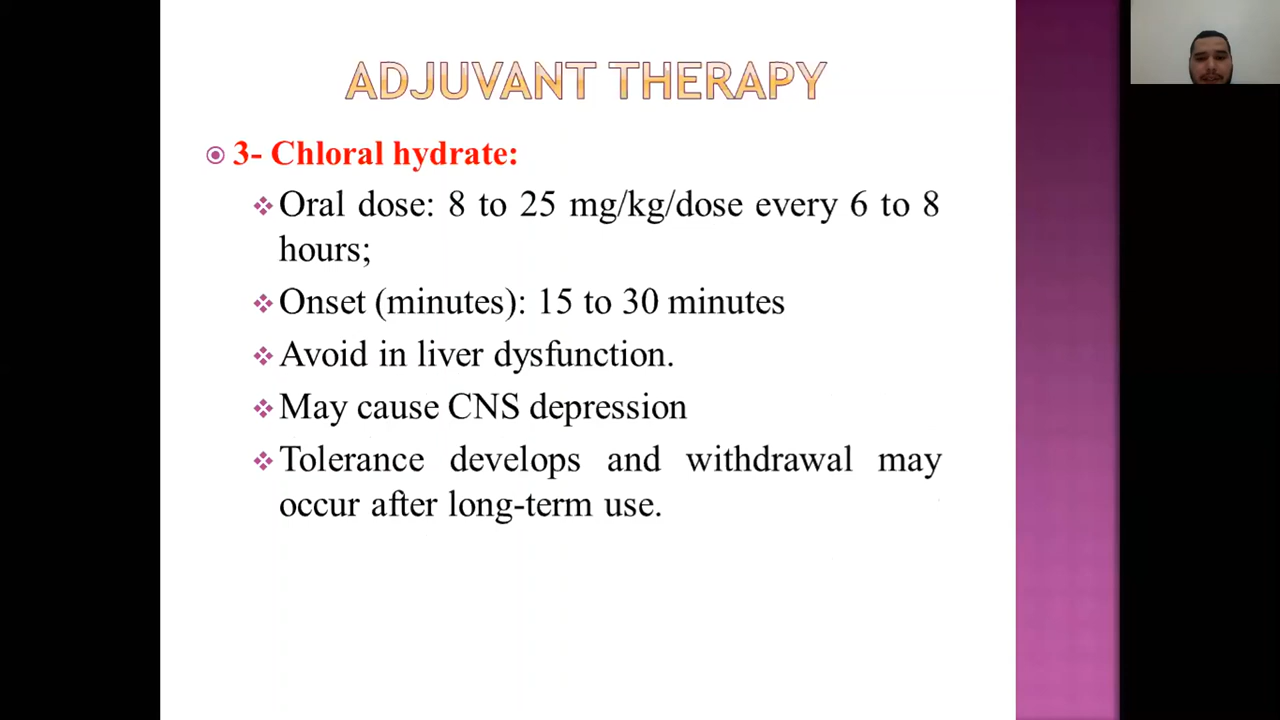 ADJUVANT THERAPY
3- Chloral hydrate:
Oral dose: 8 to 25 mg/kg/dose every 6 to 8
hours;
Onset (minutes): 15 to 30 minutes
Avoid in liver dysfunction.
May cause CNS depression
Tolerance develops and withdrawal may
occur after long-term use.